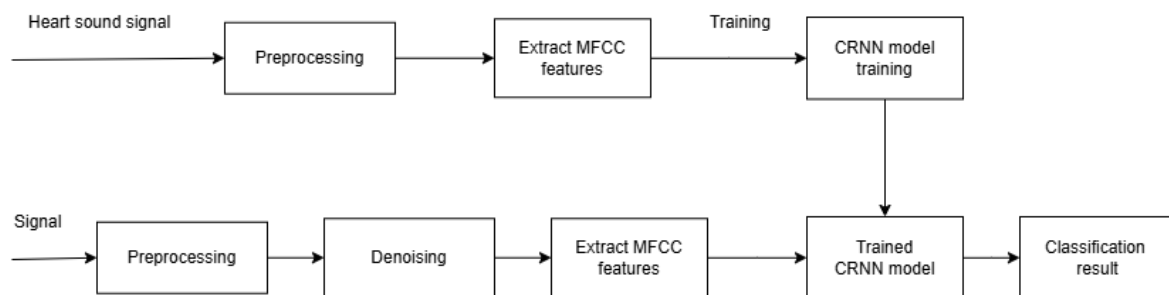 Heart sound signal
Preprocessing
Extract MFCC
features
Training
CRNN model
training
Signal
Preprocessing
Denoising
Extract MFCC
features
Trained
CRNN model
Classification
result